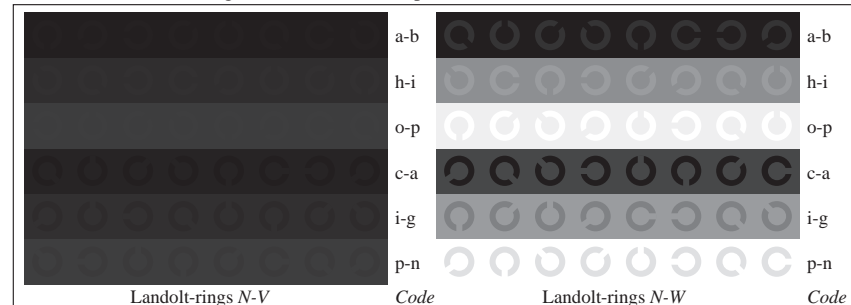 a-b a-b
h-i h-i
o-p o-p
c-a c-a
i-g i-g
p-n p-n
Landolt-rings N-V Code Landolt-rings N-W Code